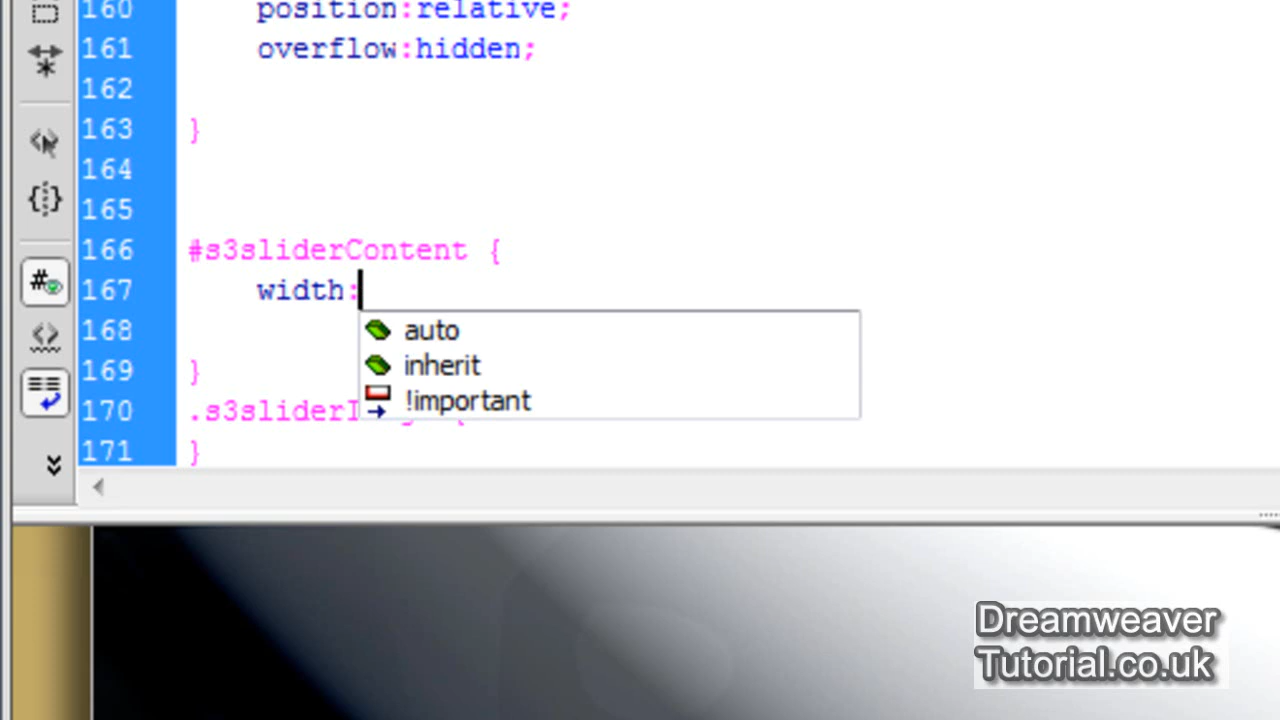 160 position:relative;
161 overflow:hidden;
162
163 }
164
165
166 #s3sliderContent {
167 width:
auto
168
inherit
169 }
!important
170 .s3sliderI {
171 }
Dreamweaver
Tutorial.co.uk